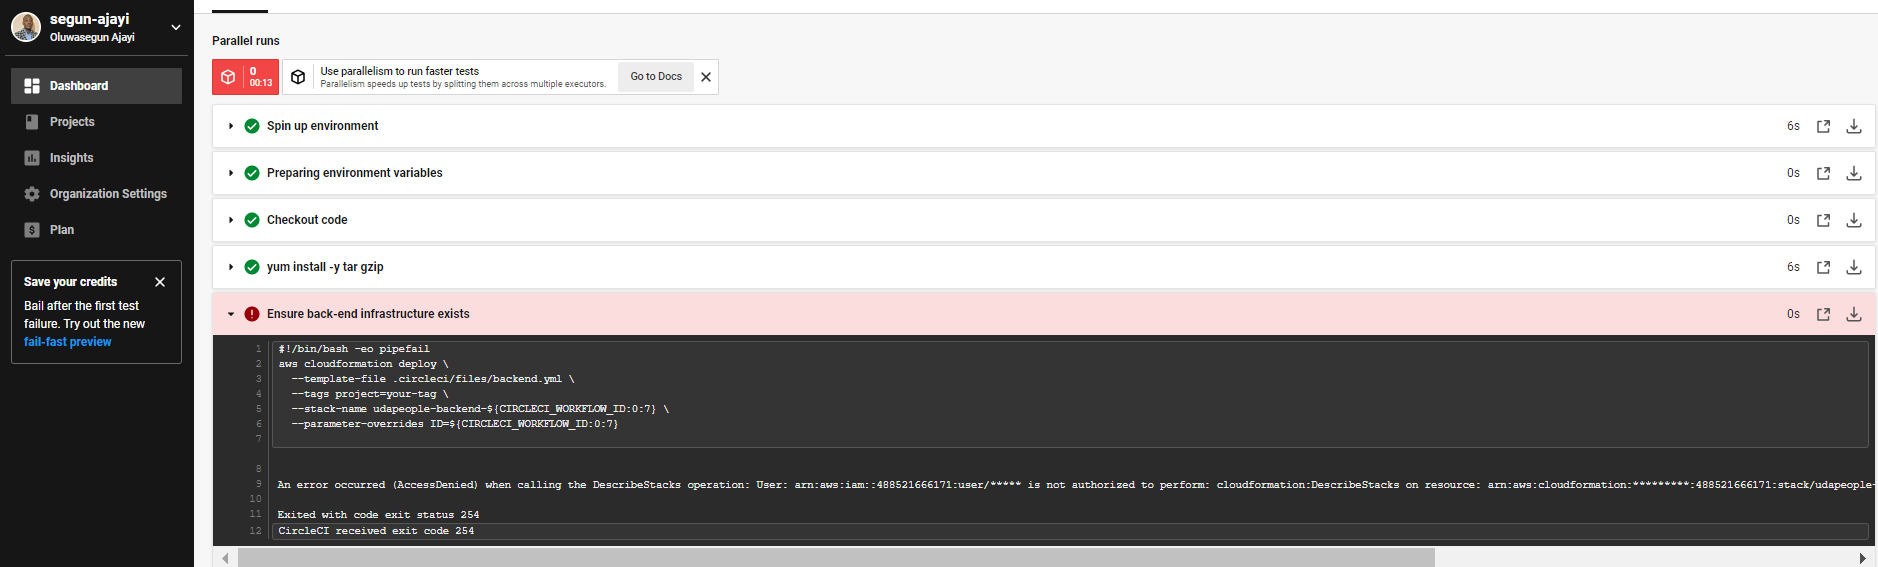 segun-ajayi
Oluwasegun Ajayi
Dashboard
Projects
Insights
Organization Settings
Plan
Save your credits
Bail after the first test
failure. Try out the new
fail-fast preview
Parallel runs
0
00:13
Use parallelism to run faster tests
Parallelism speeds up tests by splitting them across multiple executors.
Go to Docs
Spin up environment 6s
Preparing environment variables 0s
Checkout code 0s
yum install -y tar gzip 6s
Ensure back-end infrastructure exists 0s
1 #!/bin/bash -eo pipefail
2 aws cloudformation deploy \
3 --template-file .circleci/files/backend.yml \
4 --tags project=your-tag \
5 --stack-name udapeople-backend-${CIRCLECI_WORKFLOW_ID:0:7} \
6 --parameter-overrides ID=${CIRCLECI_WORKFLOW_ID:0:7}
7
8
9 An error occurred (AccessDenied) when calling the DescribeStacks operation: User: arn:aws:iam::488521666171:user/***** is not authorized to perform: cloudformation:DescribeStacks on resource: arn:aws:cloudformation:*********:488521666171:stack/udapeople-
10
11 Exited with code exit status 254
12 CircleCI received exit code 254